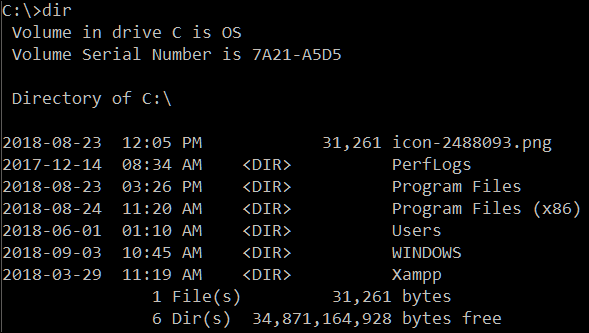 C:\>dir
Volume in drive C is OS
Volume Serial Number is 7A21-A5D5
Directory of C:\
2018-08-23  12:05 PM            31,261 icon-2488093.png
2017-12-14  08:34 AM    <DIR>          PerfLogs
2018-08-23  03:26 PM    <DIR>          Program Files
2018-08-24  11:20 AM    <DIR>          Program Files (x86)
2018-06-01  01:10 AM    <DIR>          Users
2018-09-03  10:45 AM    <DIR>          WINDOWS
2018-03-29  11:19 AM    <DIR>          Xampp
1 File(s)         31,261 bytes
6 Dir(s)  34,871,164,928 bytes free